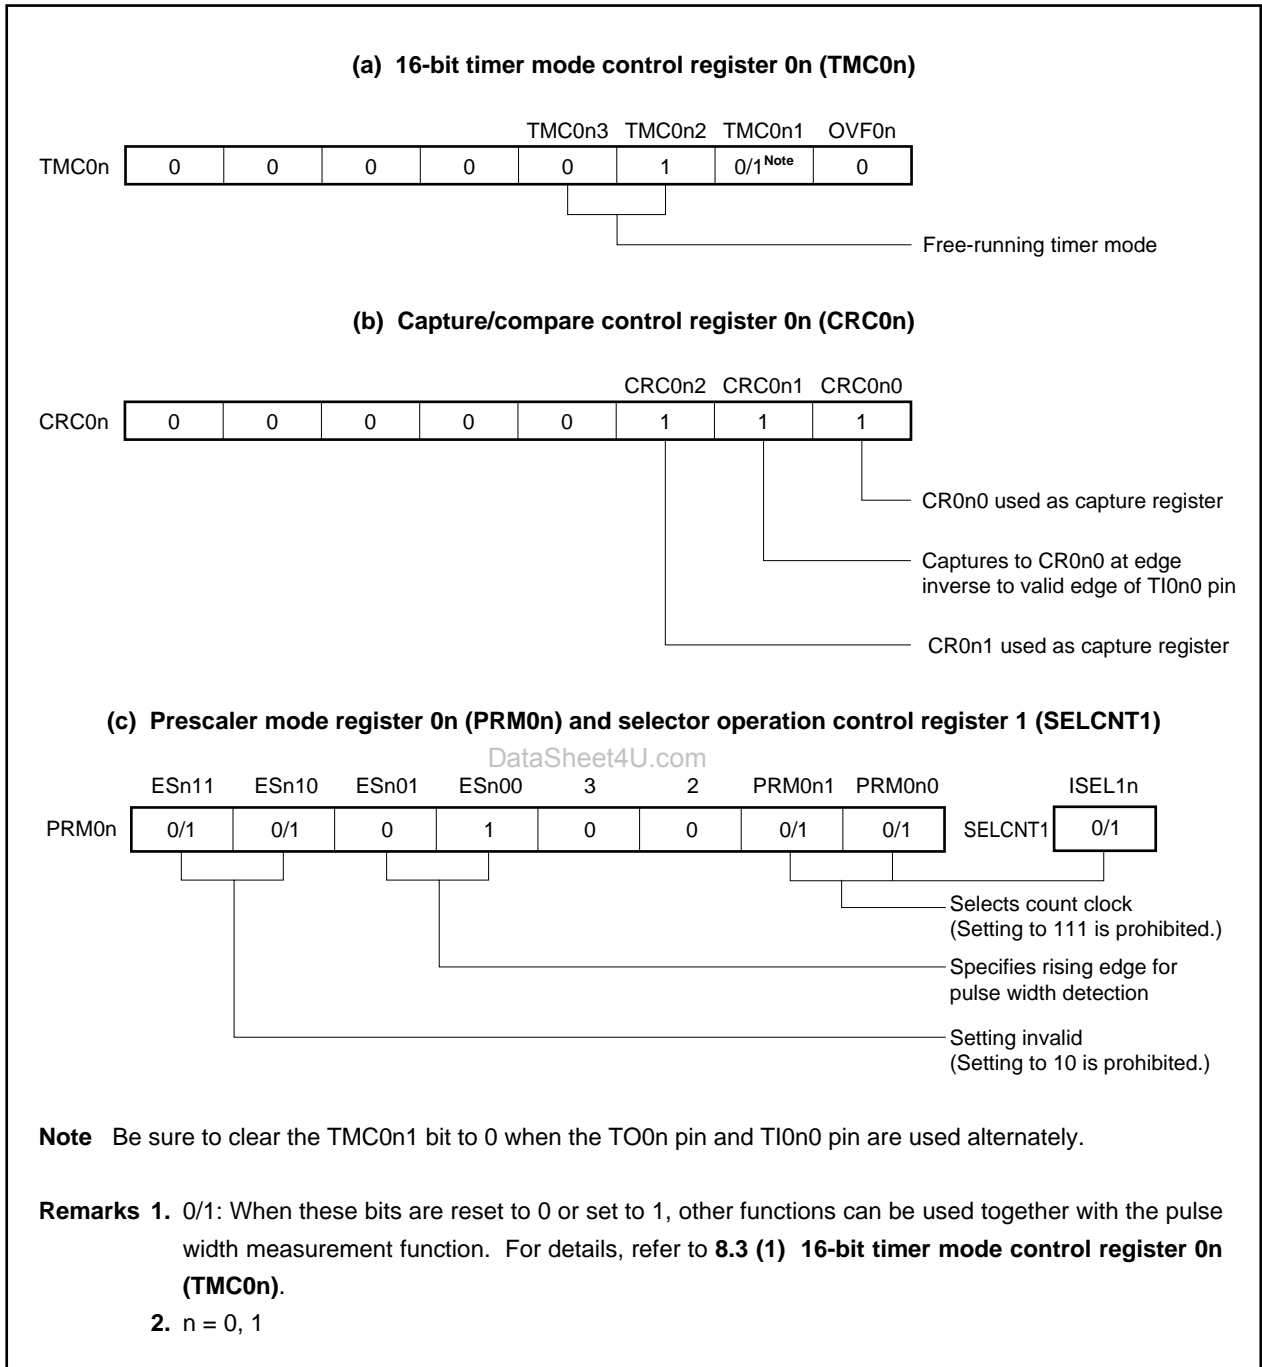 (a) 16-bit timer mode control register 0n (TMC0n)
TMC0n3 TMC0n2 TMC0n1 OVF0n
TMC0n 0 0 0 0 0 1 0/1Note 0
Free-running timer mode
(b) Capture/compare control register 0n (CRC0n)
CRC0n2 CRC0n1 CRC0n0
CRC0n 0 0 0 0 0 1 1 1
CR0n0 used as capture register
Captures to CR0n0 at edge
inverse to valid edge of TI0n0 pin
CR0n1 used as capture register
(c) Prescaler mode register 0n (PRM0n) and selector operation control register 1 (SELCNT1)
DataSheet4U.com
ESn11 ESn10 ESn01 ESn00 3 2 PRM0n1 PRM0n0 ISEL1n
PRM0n 0/1 0/1 0 1 0 0 0/1 0/1 SELCNT1 0/1
Selects count clock
(Setting to 111 is prohibited.)
Specifies rising edge for
pulse width detection
Setting invalid
(Setting to 10 is prohibited.)
Note Be sure to clear the TMC0n1 bit to 0 when the TO0n pin and TI0n0 pin are used alternately.
Remarks 1. 0/1: When these bits are reset to 0 or set to 1, other functions can be used together with the pulse
width measurement function. For details, refer to 8.3 (1) 16-bit timer mode control register 0n
(TMC0n).
2. n = 0, 1